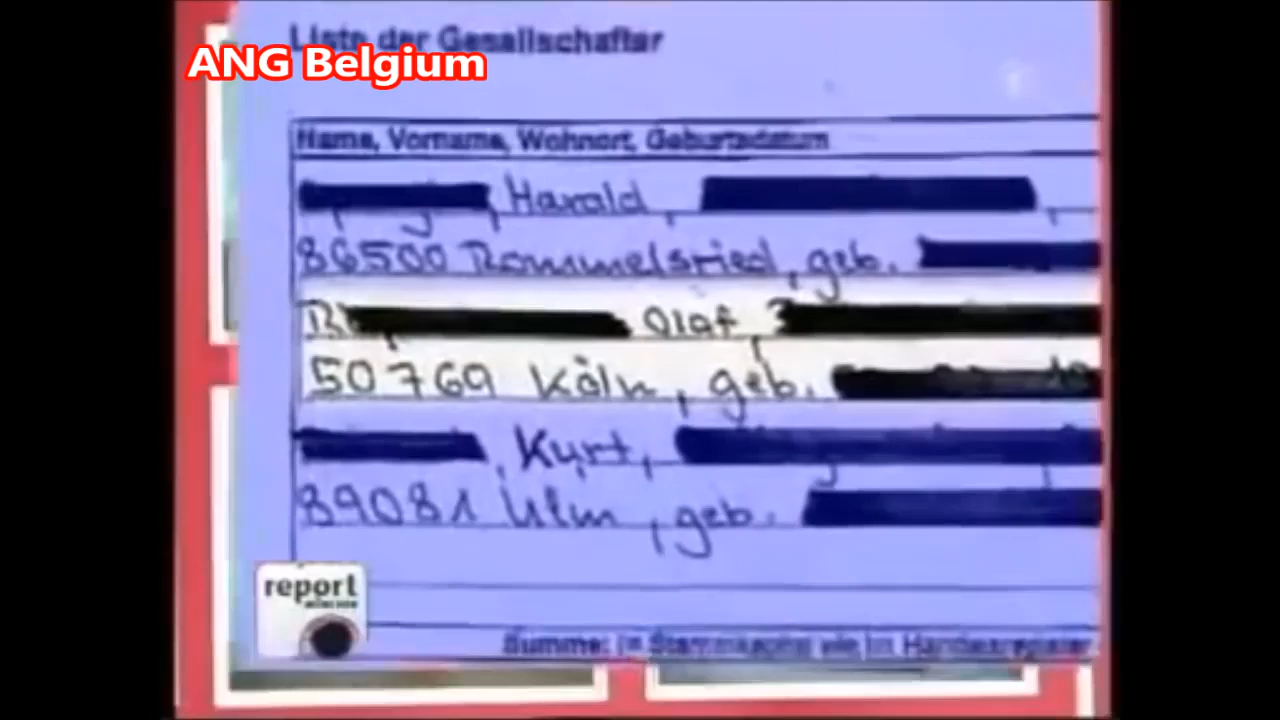 Liste der Gesellschafter
ANG Belgium
Name, Vorname, Wohnort, Geburtsdatum
, Harald, ,
86500 Rommelsried, geb.
R Olaf,
50769 Köln, geb.
, Kurt,
89081 Ulm, geb.
report
Summe: (= Stammkapital wie im Handelsregister